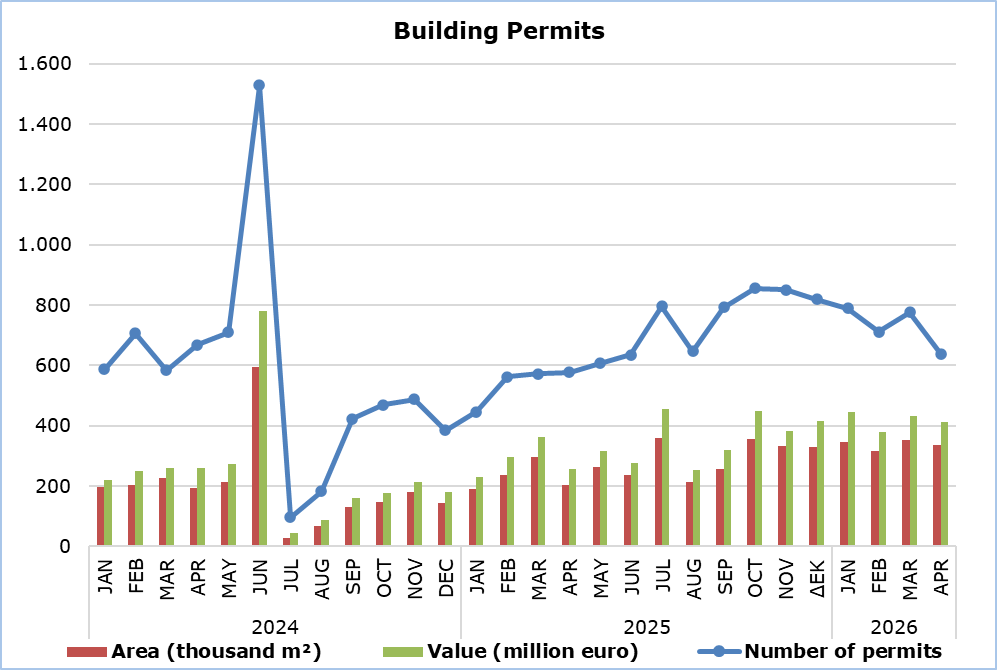 Building Permits
1.600
1.400
1.200
1.000
800
600
400
200
0
JAN FEB MAR APR MAY JUN JUL AUG SEP OCT NOV DEC JAN FEB MAR APR MAY JUN JUL AUG SEP OCT NOV ΔΕΚ JAN FEB MAR APR
2024 2025 2026
Area (thousand m²) Value (million euro) Number of permits